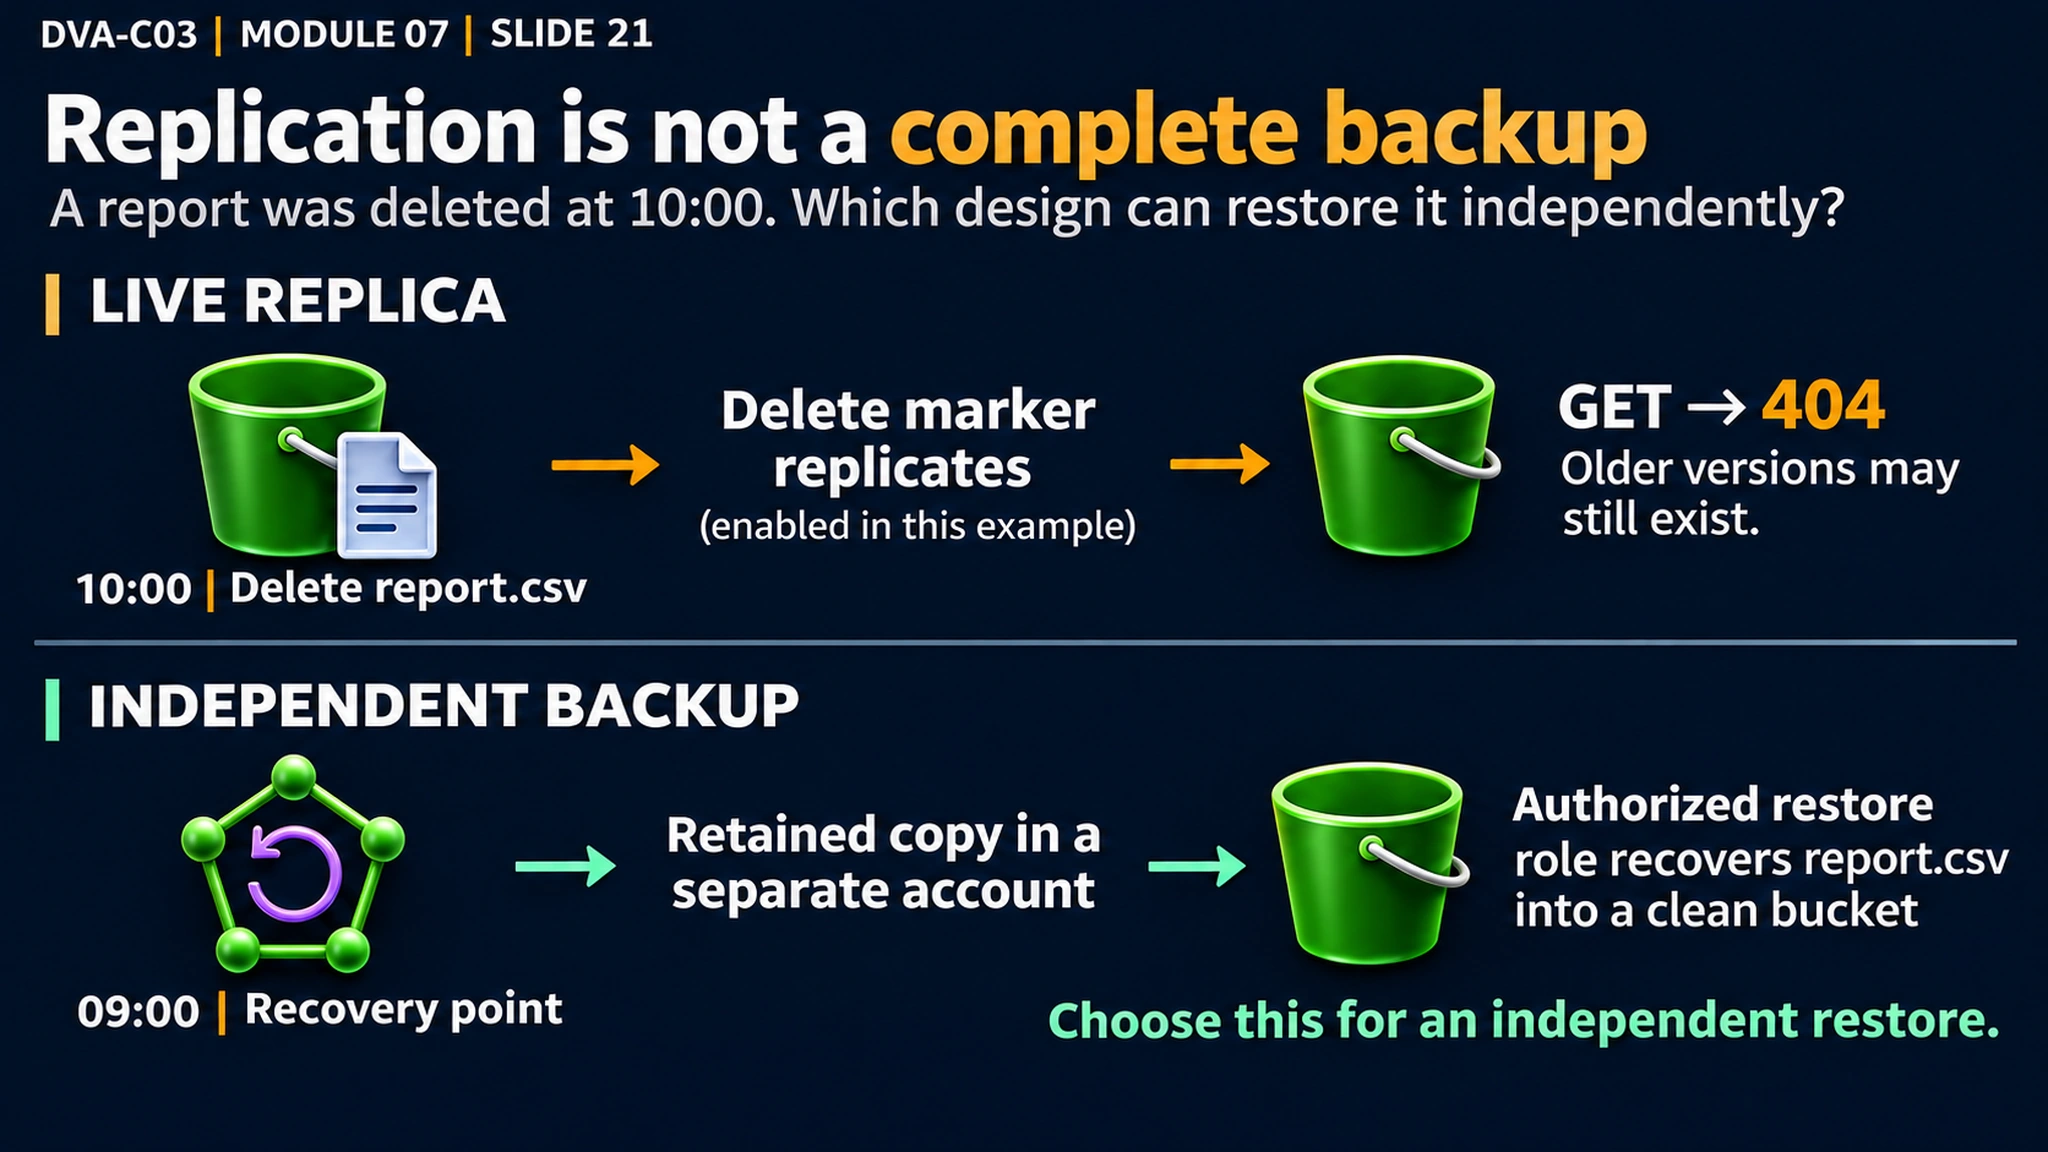 DVA-C03 | MODULE 07 | SLIDE 21
Replication is not a complete backup
A report was deleted at 10:00. Which design can restore it independently?
LIVE REPLICA
10:00 | Delete report.csv
Delete marker
replicates
(enabled in this example)
GET → 404
Older versions may
still exist.
INDEPENDENT BACKUP
09:00 | Recovery point
Retained copy in a
separate account
Authorized restore
role recovers report.csv
into a clean bucket
Choose this for an independent restore.